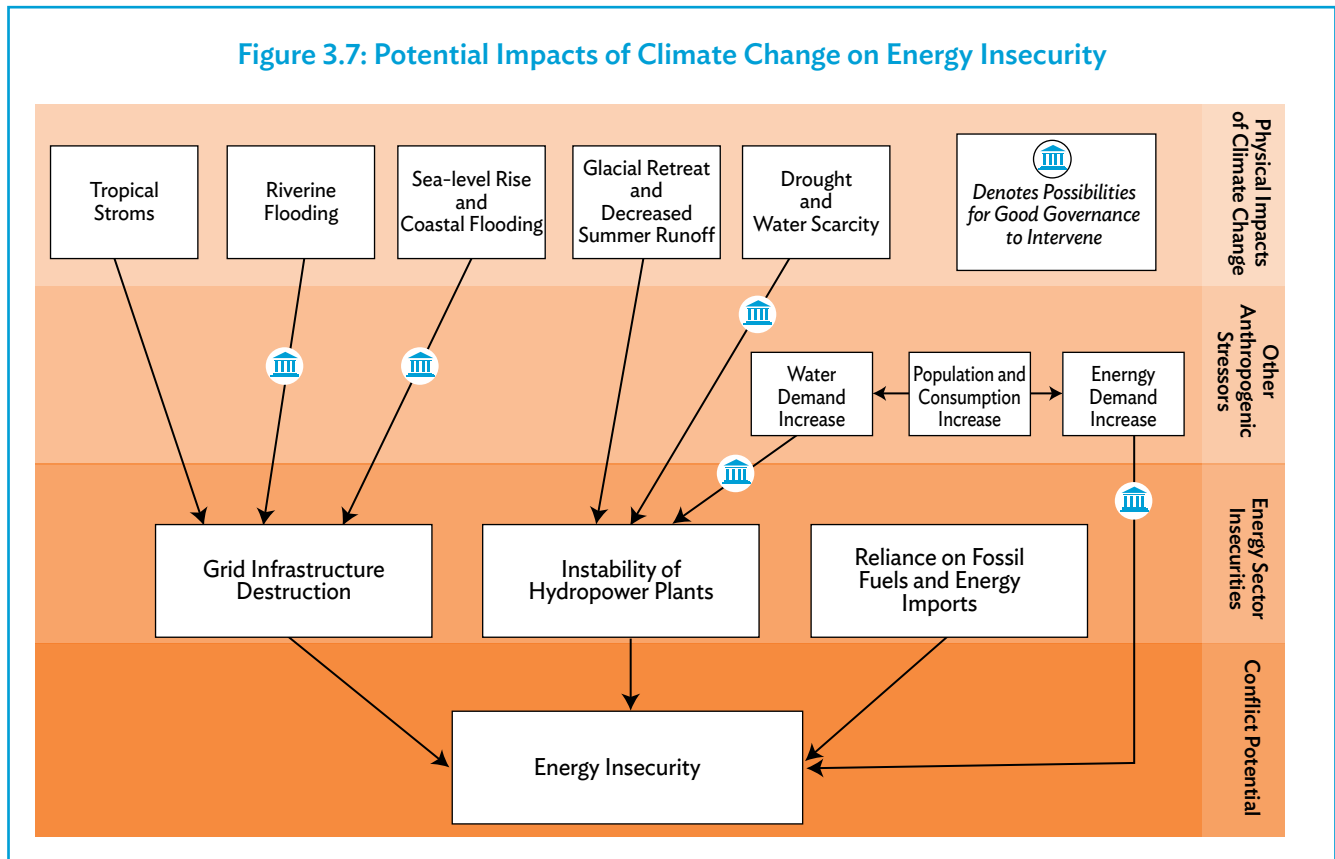 Figure 3.7: Potential Impacts of Climate Change on Energy Insecurity
Tropical
Stroms
Riverine
Flooding
Sea-level Rise
and
Coastal Flooding
Glacial Retreat
and
Decreased
Summer Runoff
Drought
and
Water Scarcity
Denotes Possibilities
for Good Governance
to Intervene
Physical Impacts
of Climate Change
Water
Demand
Increase
Population and
Consumption
Increase
Enerngy
Demand
Increase
Other
Anthropogenic
Stressors
Grid Infrastructure
Destruction
Instability of
Hydropower Plants
Reliance on Fossil
Fuels and Energy
Imports
Energy Sector
Insecurities
Energy Insecurity
Conflict Potential